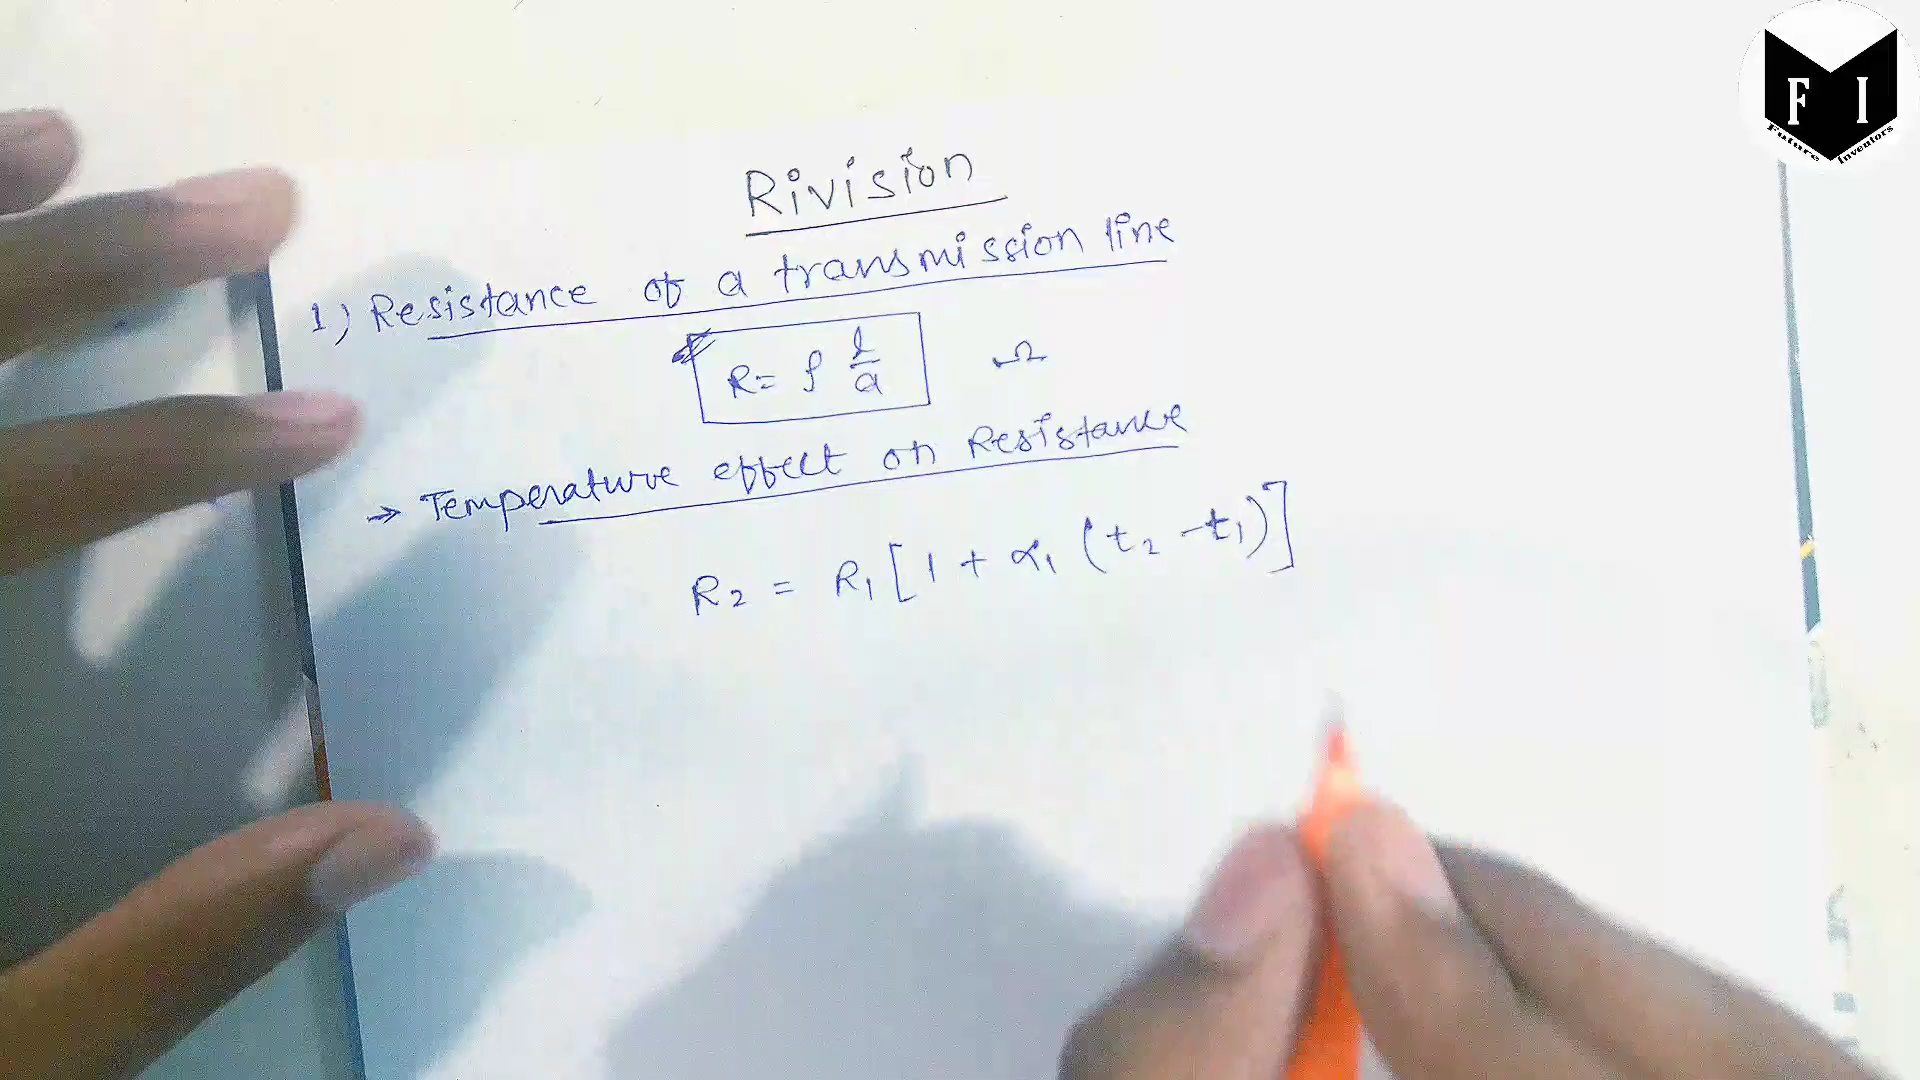 F I
Future Inventors
Rivision
1) Resistance of a transmission line
R = ρ l/a Ω
→ Temperature effect on Resistance
R₂ = R₁ [1 + α₁ (t₂ - t₁)]